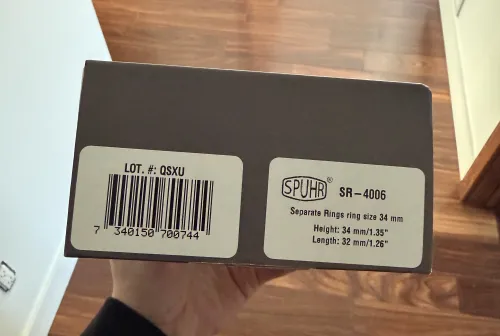 LOT. #: QSXU
7 340150 700744
SPUHR® SR-4006
Separate Rings ring size 34 mm
Height: 34 mm/1.35"
Length: 32 mm/1.26"